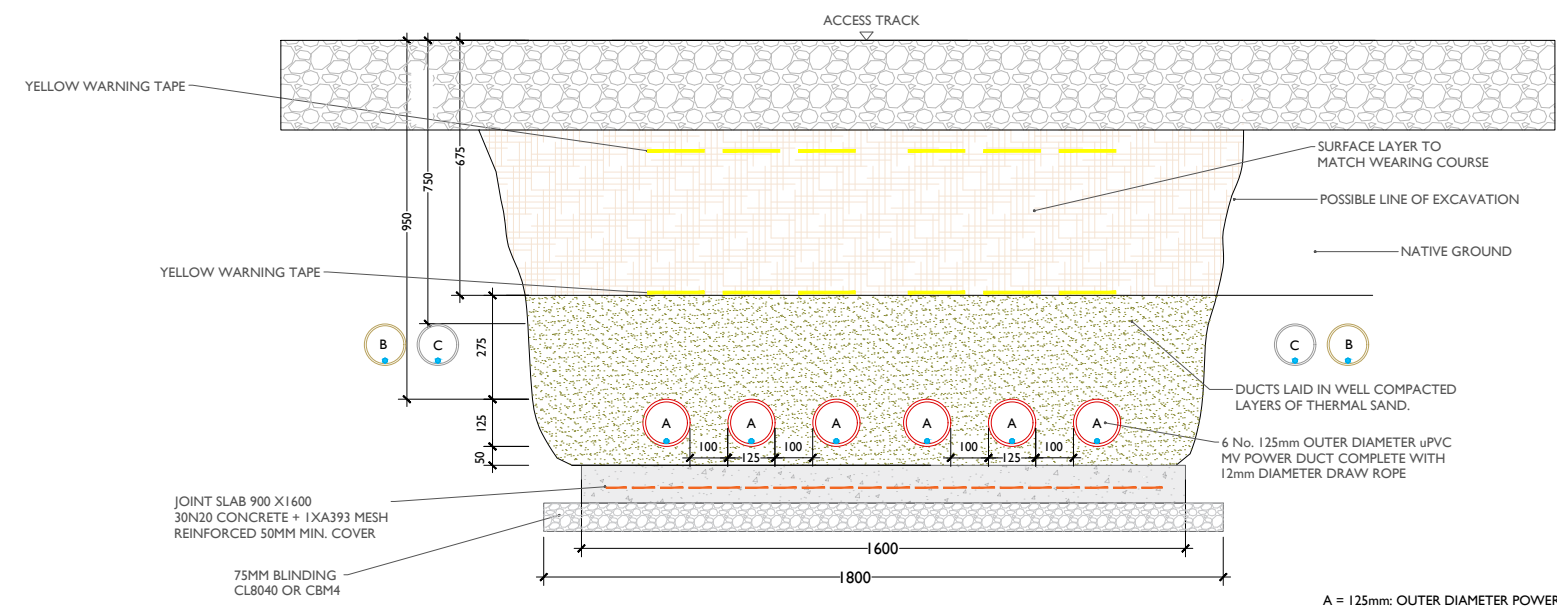 ACCESS TRACK
YELLOW WARNING TAPE
SURFACE LAYER TO
MATCH WEARING COURSE
POSSIBLE LINE OF EXCAVATION
NATIVE GROUND
YELLOW WARNING TAPE
950
750
675
B
C
275
C
B
DUCTS LAID IN WELL COMPACTED
LAYERS OF THERMAL SAND.
125
A
A
A
A
A
A
50
100
125
100
100
125
100
6 No. 125mm OUTER DIAMETER uPVC
MV POWER DUCT COMPLETE WITH
12mm DIAMETER DRAW ROPE
JOINT SLAB 900 X1600
30N20 CONCRETE + 1XA393 MESH
REINFORCED 50MM MIN. COVER
1600
1800
75MM BLINDING
CL8040 OR CBM4
A = 125mm: OUTER DIAMETER POWER